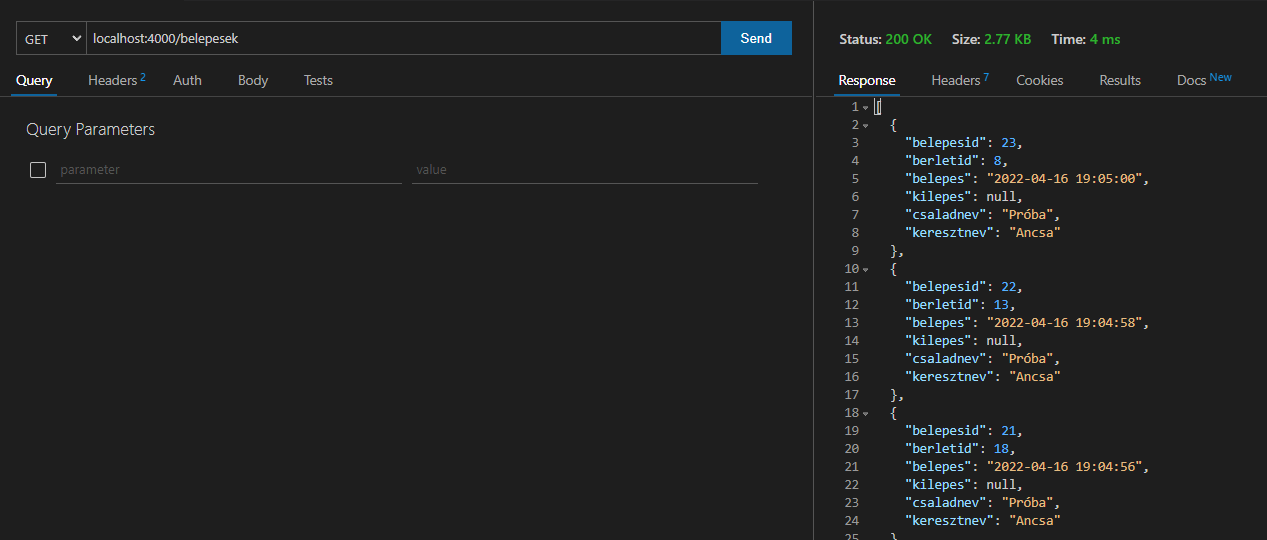 GET localhost:4000/belepesek Send
Query Headers 2 Auth Body Tests
Query Parameters
parameter value
Status: 200 OK Size: 2.77 KB Time: 4 ms
Response Headers 7 Cookies Results Docs New
1 [
2 {
3 "belepesid": 23,
4 "berletid": 8,
5 "belepes": "2022-04-16 19:05:00",
6 "kilepes": null,
7 "csaladnev": "Próba",
8 "keresztnev": "Ancsa"
9 },
10 {
11 "belepesid": 22,
12 "berletid": 13,
13 "belepes": "2022-04-16 19:04:58",
14 "kilepes": null,
15 "csaladnev": "Próba",
16 "keresztnev": "Ancsa"
17 },
18 {
19 "belepesid": 21,
20 "berletid": 18,
21 "belepes": "2022-04-16 19:04:56",
22 "kilepes": null,
23 "csaladnev": "Próba",
24 "keresztnev": "Ancsa"
25 }